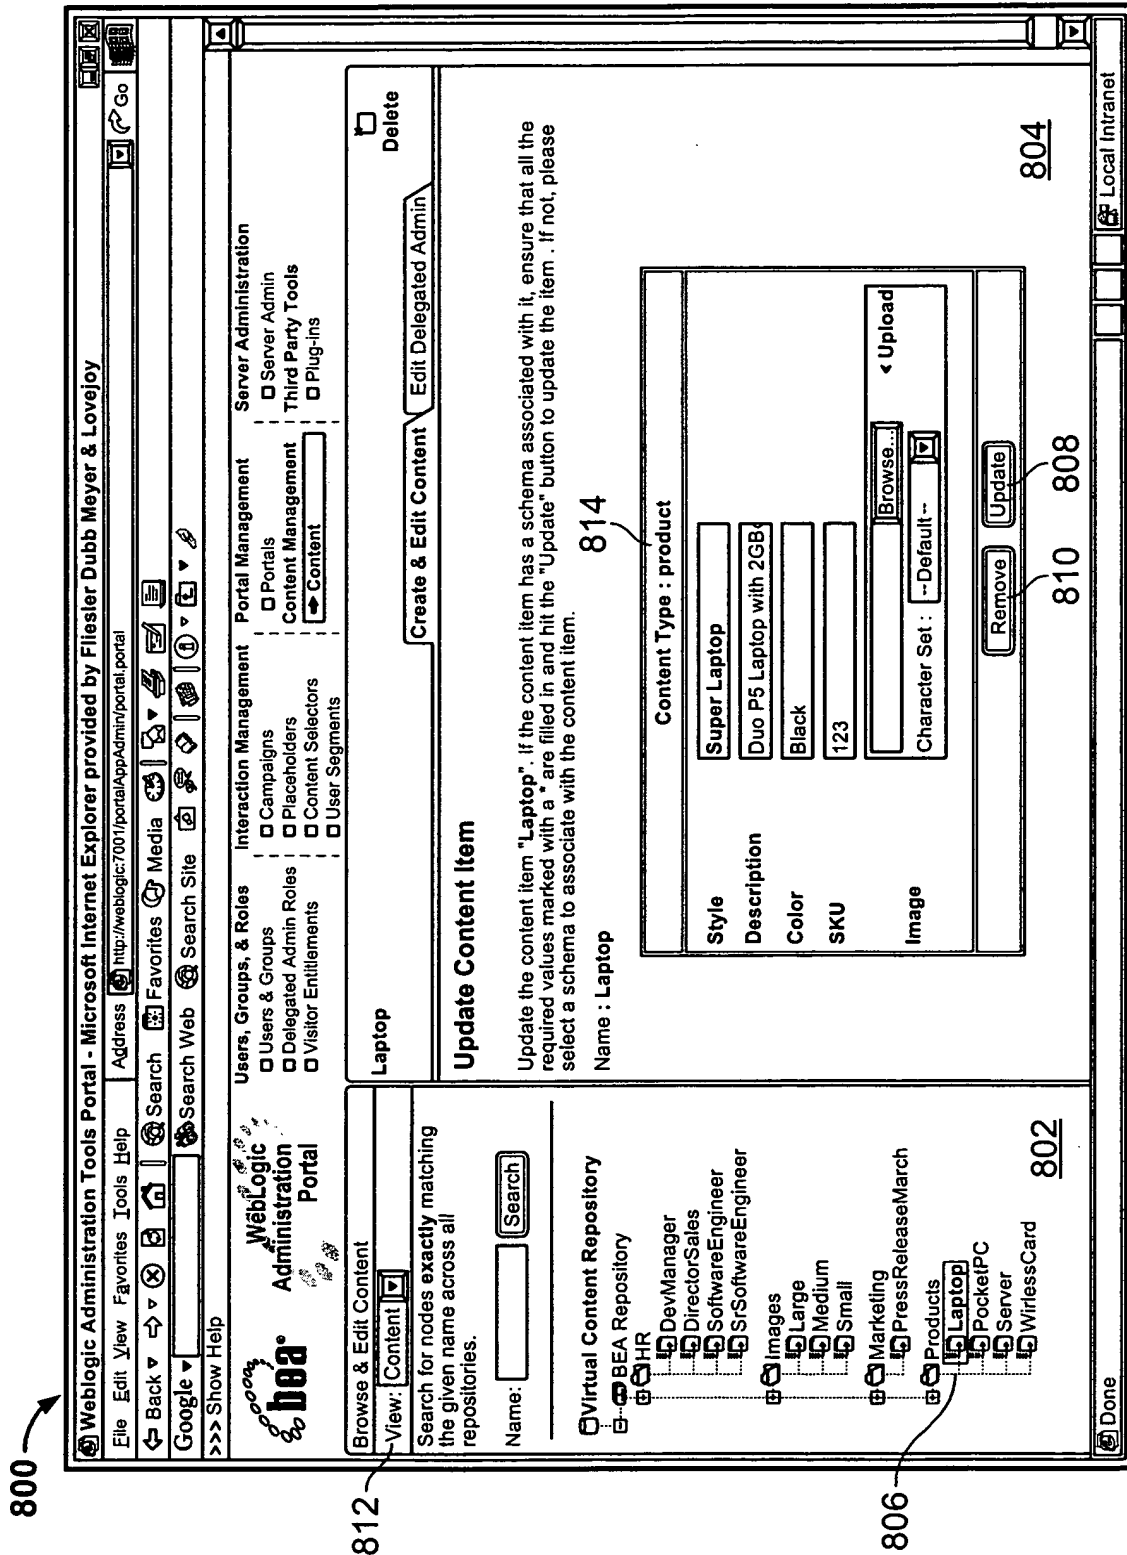 800
Weblogic Administration Tools Portal - Microsoft Internet Explorer provided by Fliesler Dubb Meyer & Lovejoy
File Edit View Favorites Tools Help
Address http://weblogic:7001/portalAppAdmin/portal.portal
Go
Back
Search
Favorites
Media
Google
Search Web
Search Site
>>> Show Help
bea
WebLogic
Administration
Portal
Users, Groups, & Roles
Users & Groups
Delegated Admin Roles
Visitor Entitlements
Interaction Management
Campaigns
Placeholders
Content Selectors
User Segments
Portal Management
Portals
Content Management
Content
Server Administration
Server Admin
Third Party Tools
Plug-ins
812
Browse & Edit Content
View: Content
Search for nodes exactly matching
the given name across all
repositories.
Name:
Search
Virtual Content Repository
BEA Repository
HR
DevManager
DirectorSales
SoftwareEngineer
SrSoftwareEngineer
Images
Large
Medium
Small
Marketing
PressReleaseMarch
Products
Laptop
PocketPC
Server
WirlessCard
806
802
Laptop
Delete
Create & Edit Content
Edit Delegated Admin
Update Content Item
Update the content item "Laptop". If the content item has a schema associated with it, ensure that all the
required values marked with a * are filled in and hit the "Update" button to update the item . If not, please
select a schema to associate with the content item.
Name : Laptop
814
Content Type : product
Style
Super Laptop
Description
Duo P5 Laptop with 2GB
Color
Black
SKU
123
Image
Browse...
< Upload
Character Set : --Default--
Remove
Update
810
808
804
Done
Local Intranet